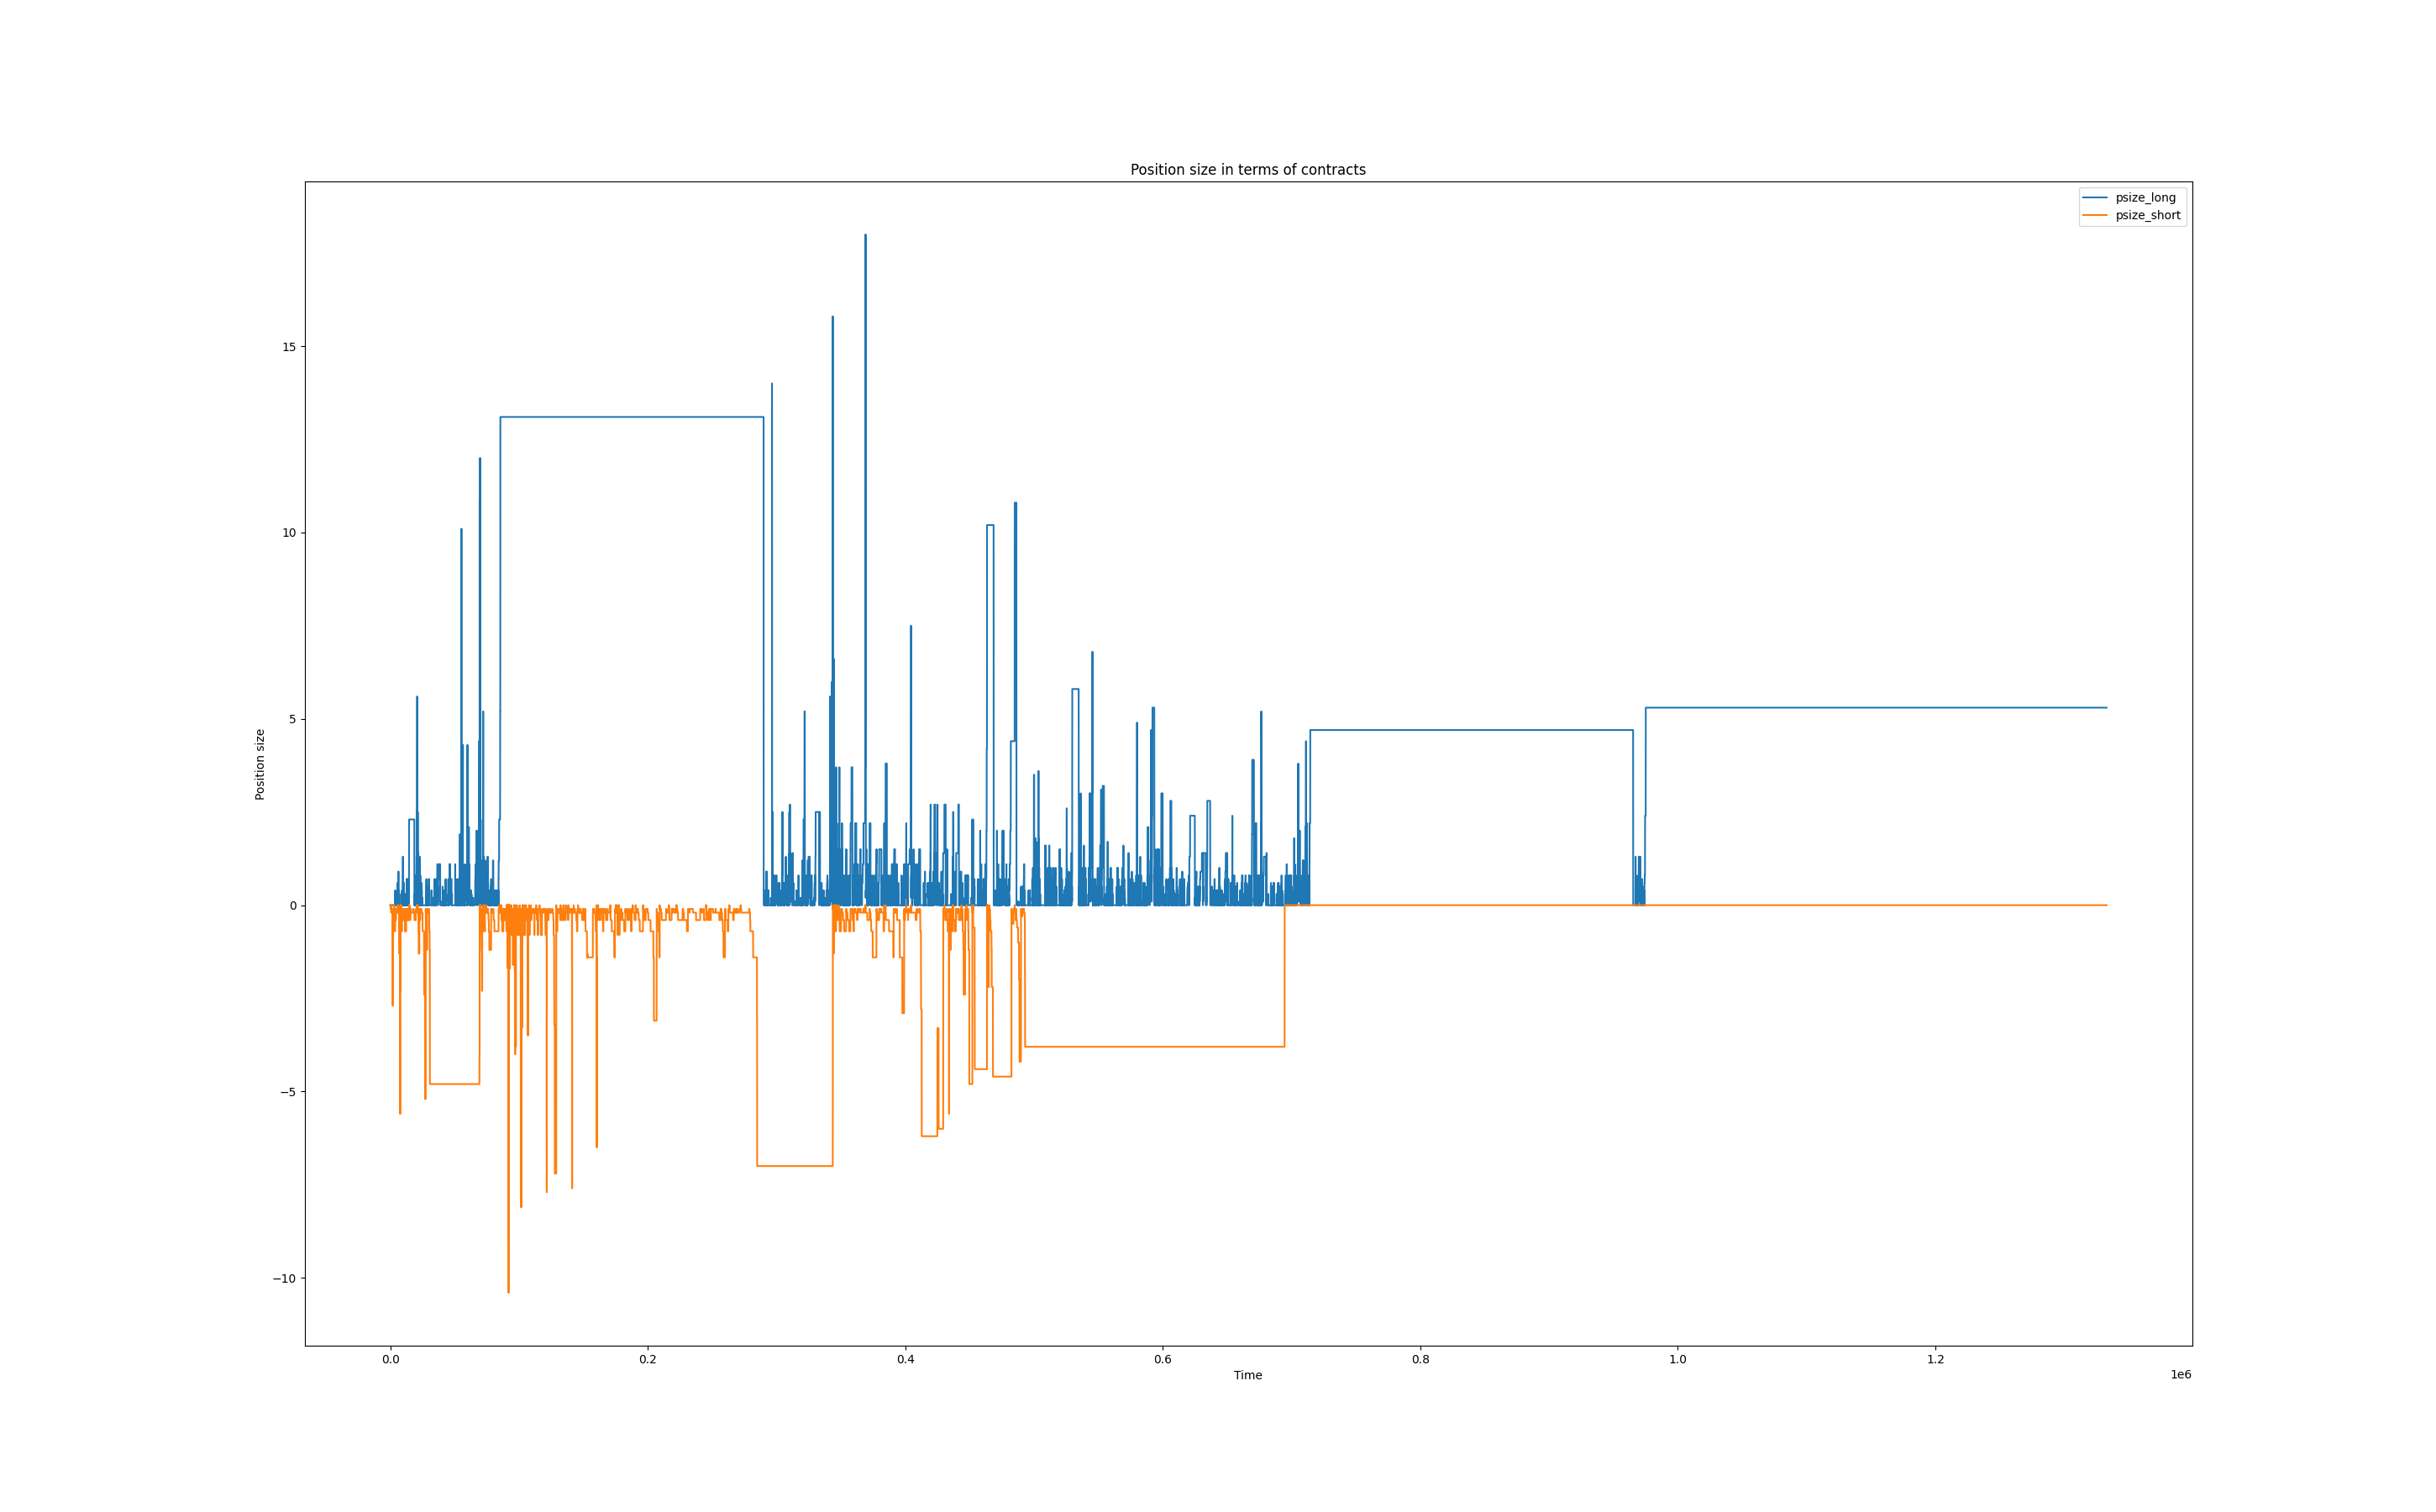 Position size in terms of contracts
psize_long
psize_short
Position size
15
10
5
0
−5
−10
0.0 0.2 0.4 0.6 0.8 1.0 1.2
Time
1e6